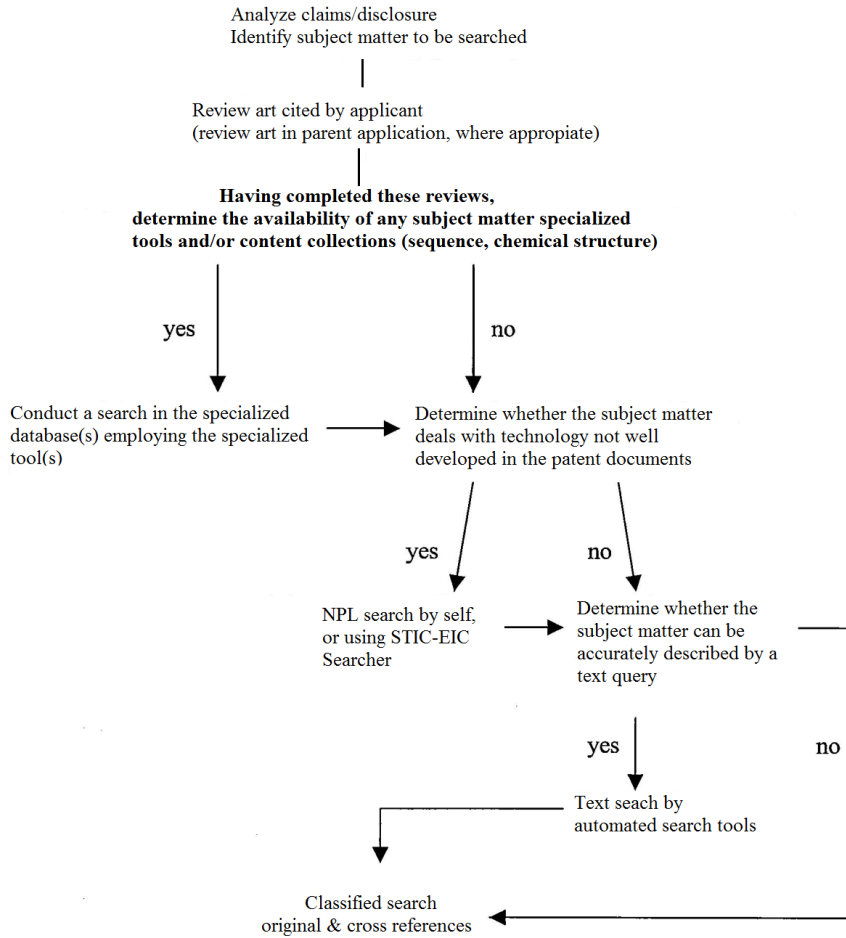 Analyze claims/disclosure
Identify subject matter to be searched
Review art cited by applicant
(review art in parent application, where appropiate)
Having completed these reviews,
determine the availability of any subject matter specialized
tools and/or content collections (sequence, chemical structure)
yes
no
Conduct a search in the specialized
database(s) employing the specialized
tool(s)
Determine whether the subject matter
deals with technology not well
developed in the patent documents
yes
no
NPL search by self,
or using STIC-EIC
Searcher
Determine whether the
subject matter can be
accurately described by a
text query
yes
no
Text seach by
automated search tools
Classified search
original & cross references